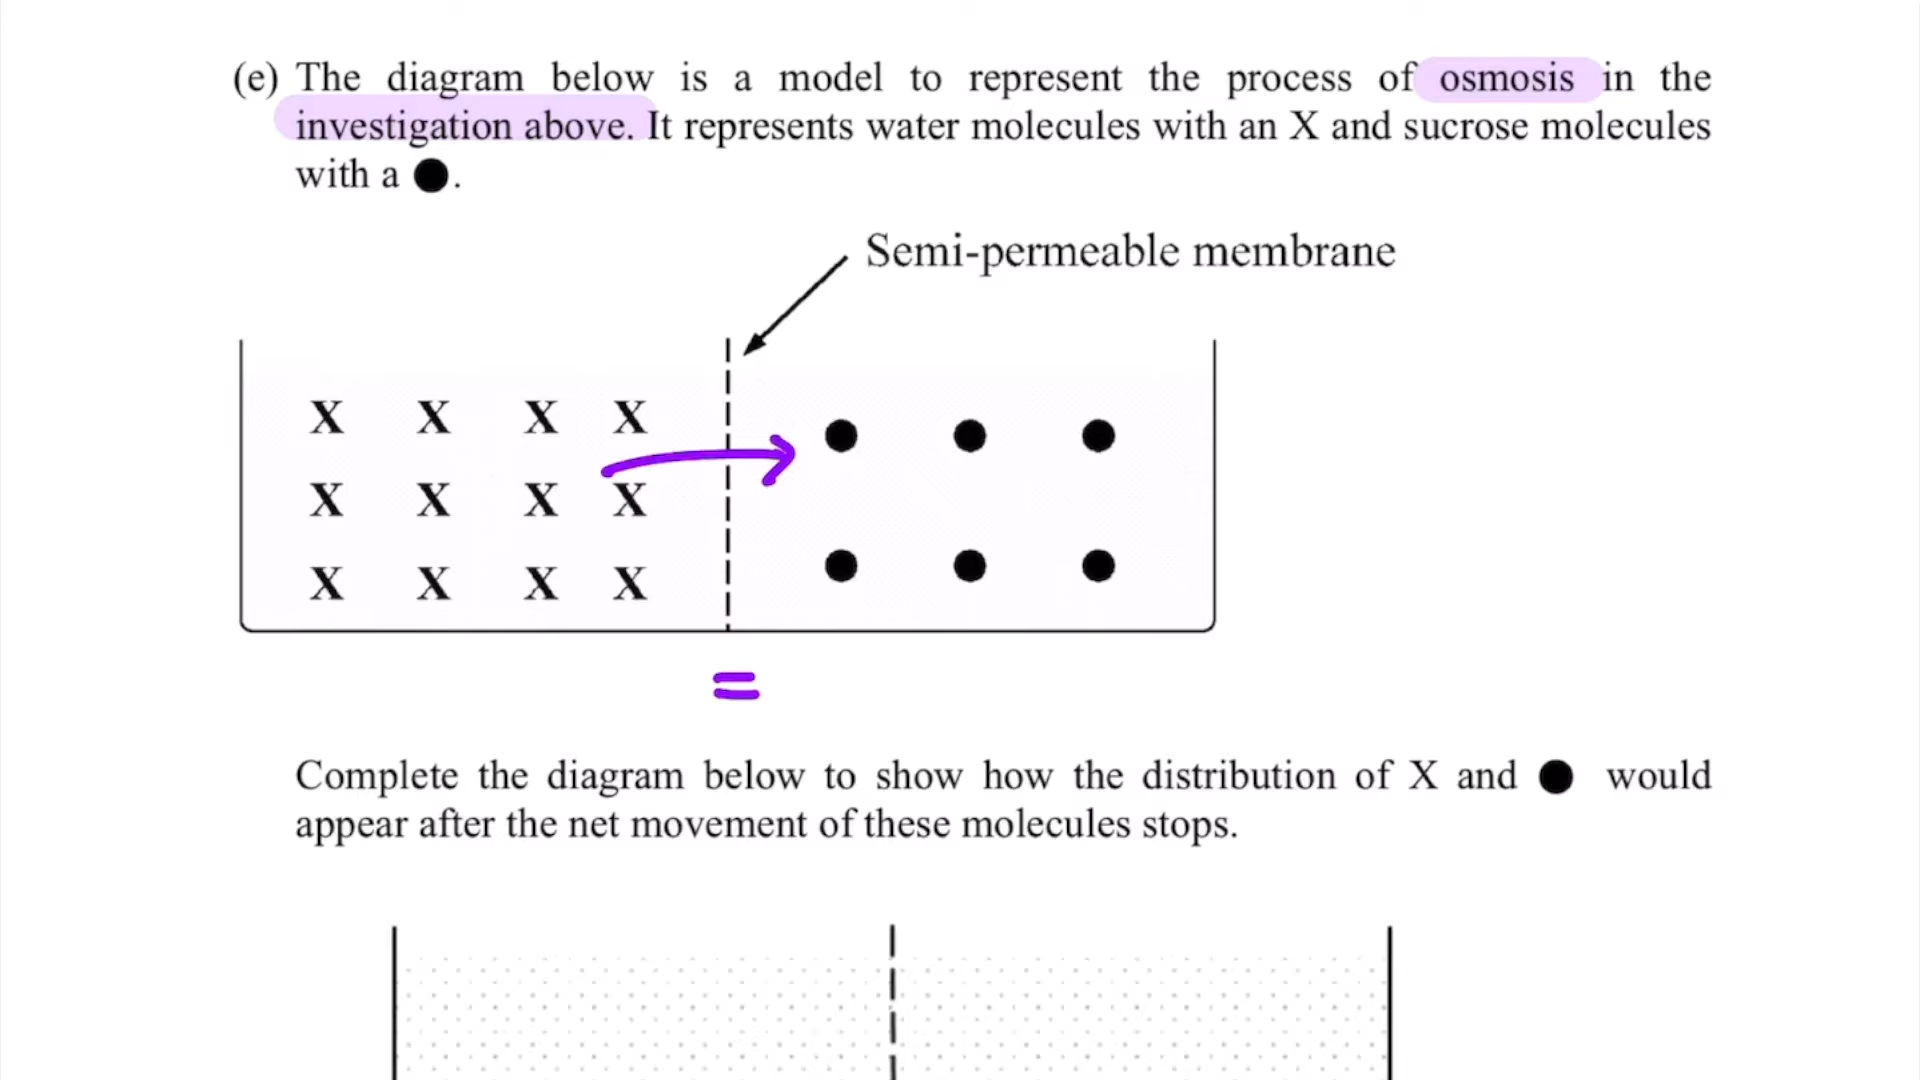 (e) The diagram below is a model to represent the process of osmosis in the
investigation above. It represents water molecules with an X and sucrose molecules
with a ●.
Semi-permeable membrane
X X X X
X X X X
X X X X
=
Complete the diagram below to show how the distribution of X and ● would
appear after the net movement of these molecules stops.